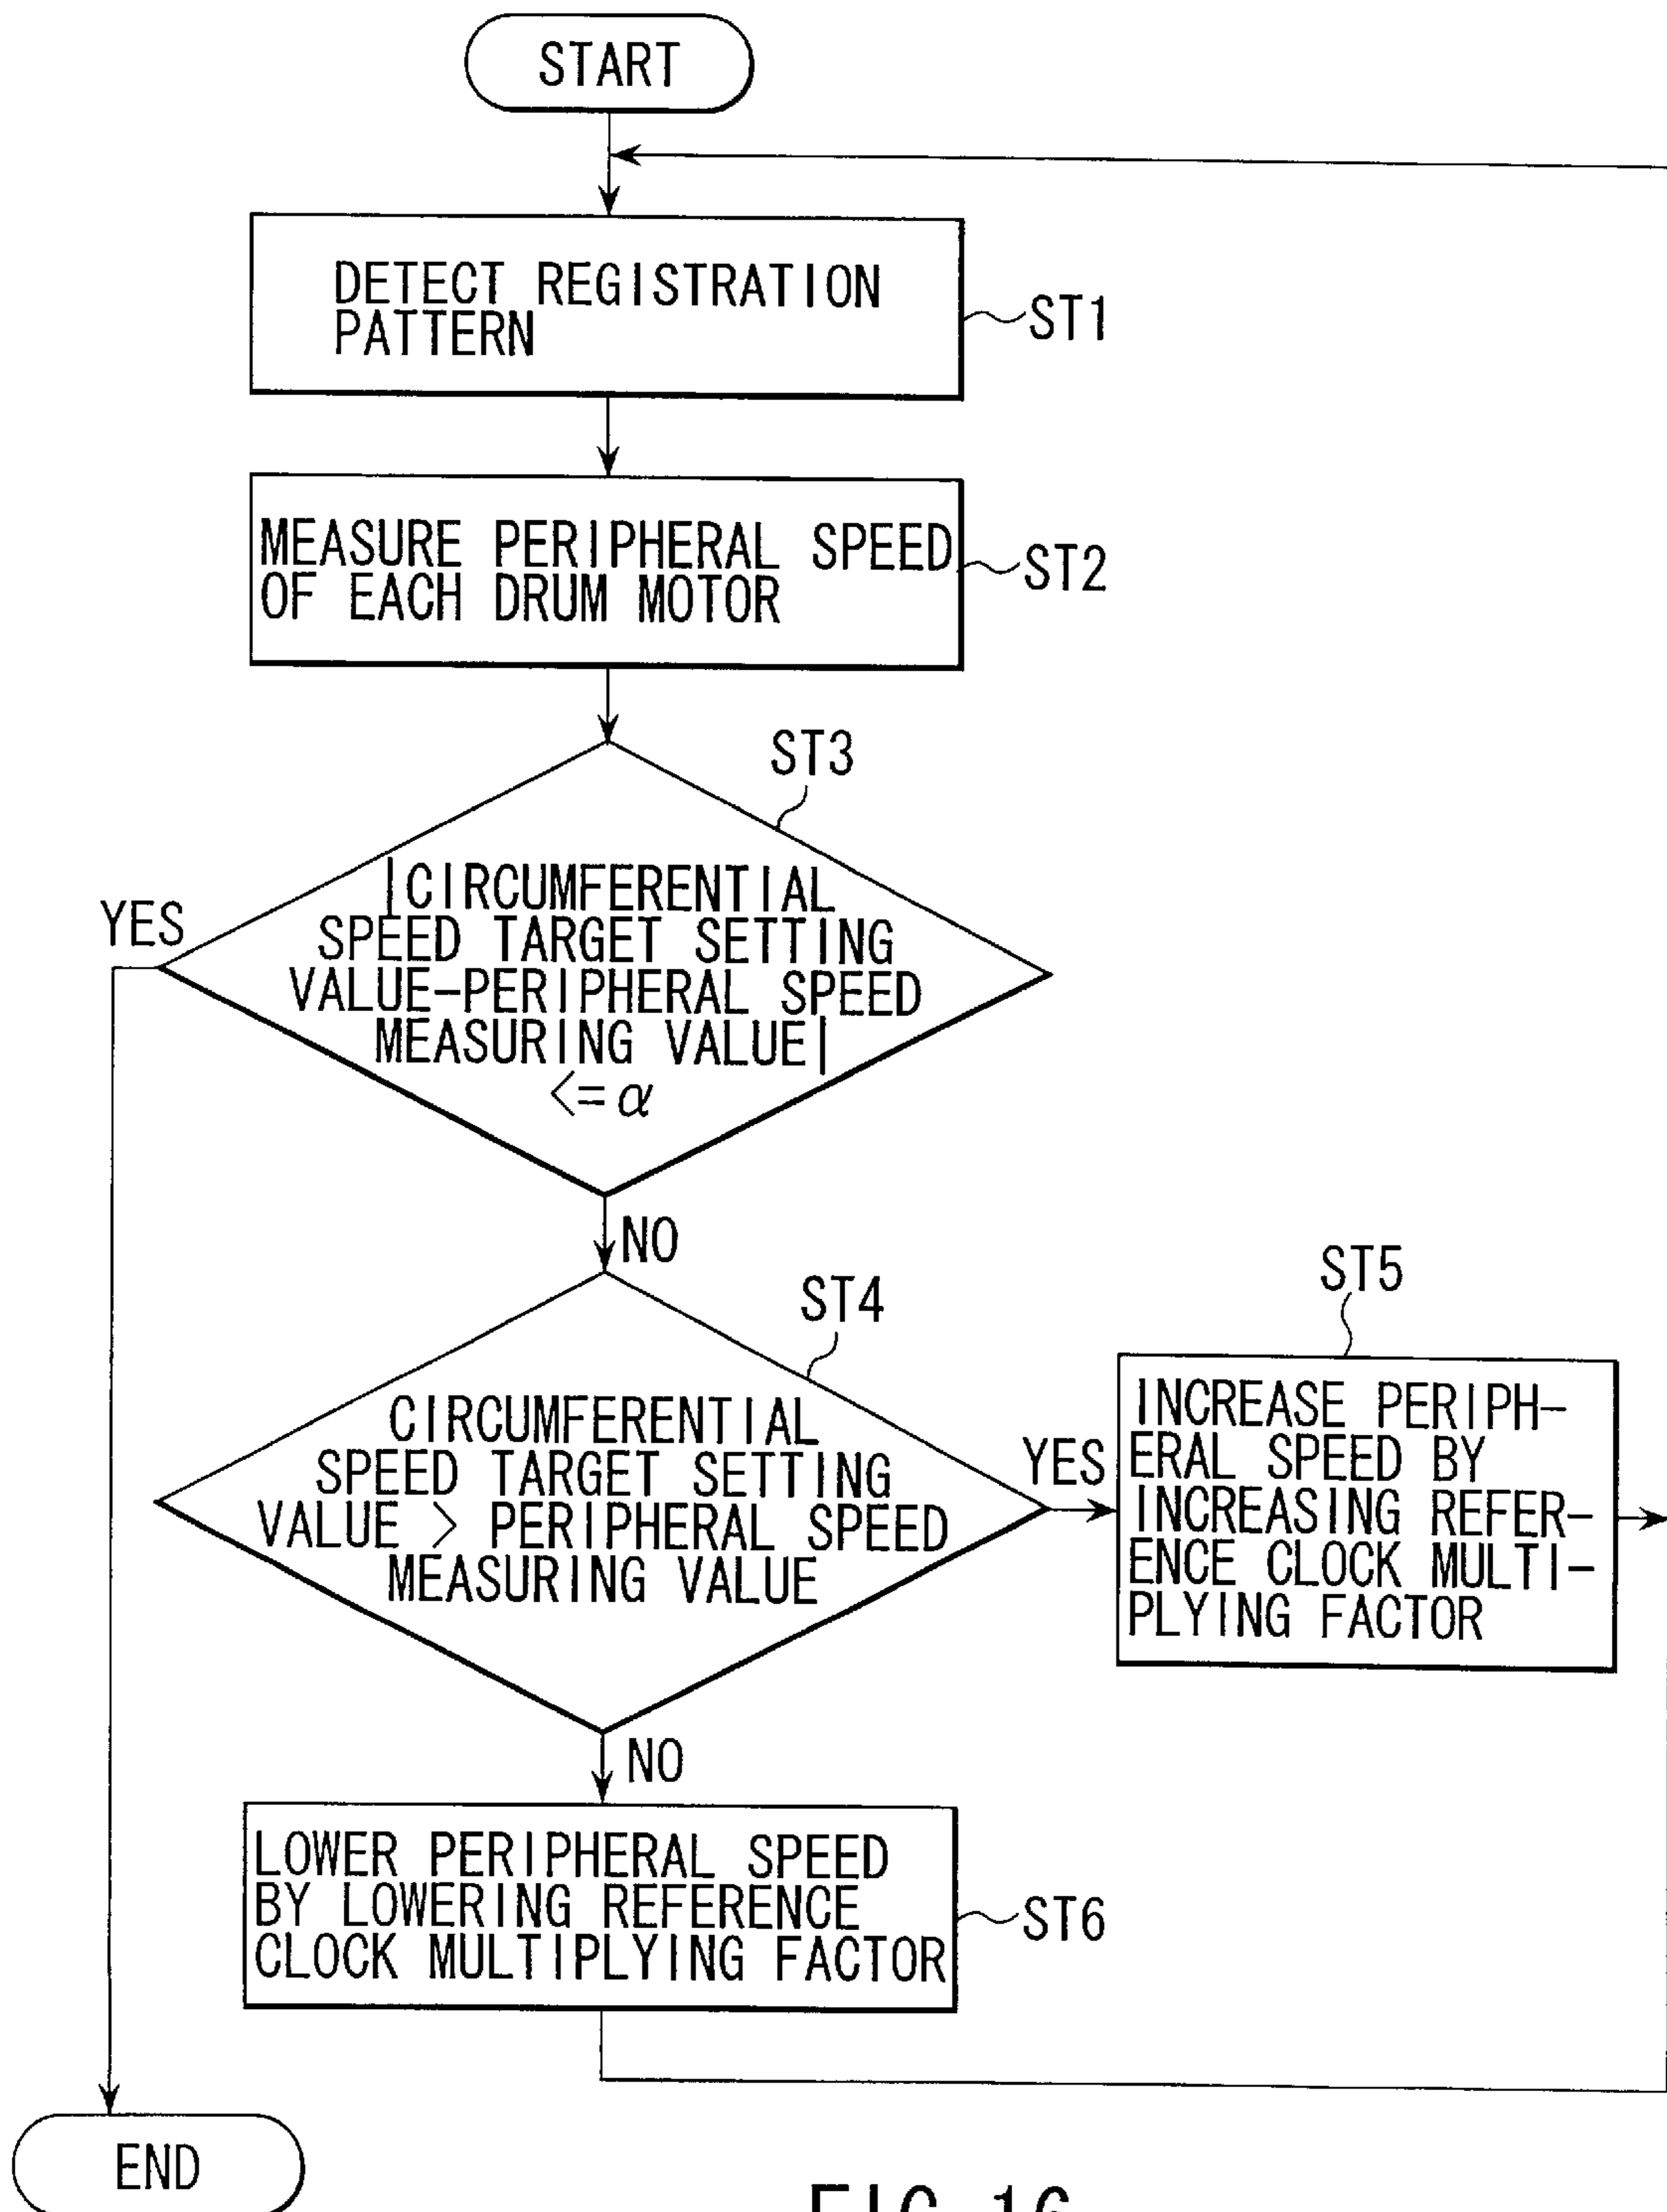 START
DETECT REGISTRATION
PATTERN
ST1
MEASURE PERIPHERAL SPEED
OF EACH DRUM MOTOR
ST2
ST3
|CIRCUMFERENTIAL
SPEED TARGET SETTING
VALUE-PERIPHERAL SPEED
MEASURING VALUE|
<=α
YES
NO
ST4
CIRCUMFERENTIAL
SPEED TARGET SETTING
VALUE > PERIPHERAL SPEED
MEASURING VALUE
YES
ST5
INCREASE PERIPH-
ERAL SPEED BY
INCREASING REFER-
ENCE CLOCK MULTI-
PLYING FACTOR
NO
LOWER PERIPHERAL SPEED
BY LOWERING REFERENCE
CLOCK MULTIPLYING FACTOR
ST6
END
FIG. 16